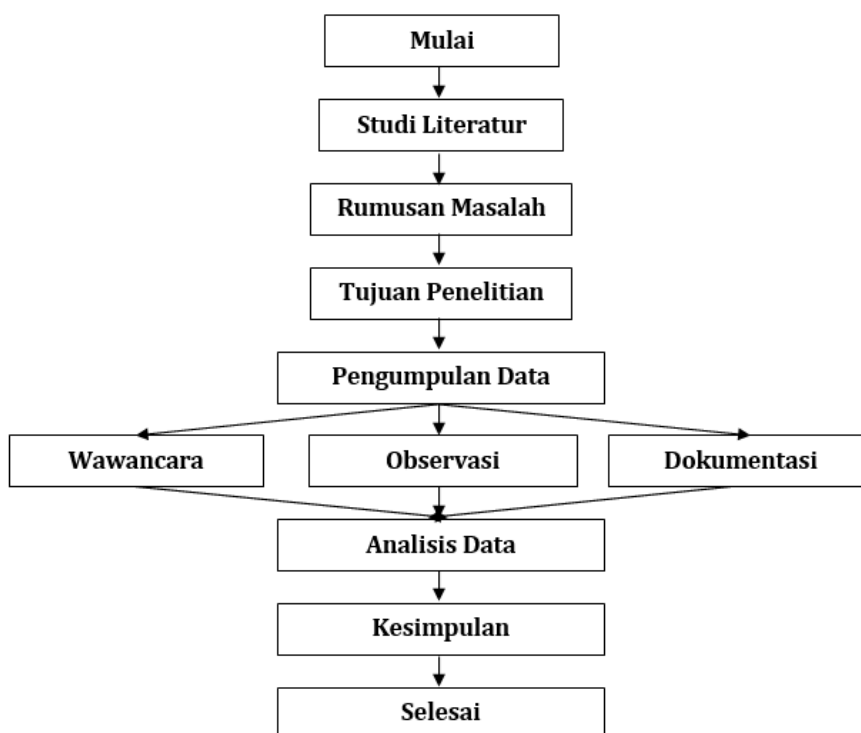 Mulai
Studi Literatur
Rumusan Masalah
Tujuan Penelitian
Pengumpulan Data
Wawancara
Observasi
Dokumentasi
Analisis Data
Kesimpulan
Selesai